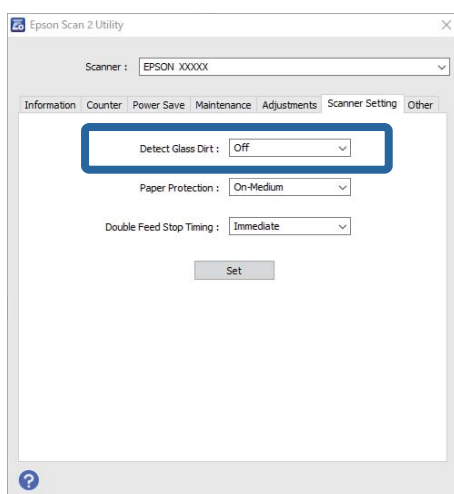 Epson Scan 2 Utility
Scanner : EPSON XXXXX
Information Counter Power Save Maintenance Adjustments Scanner Setting Other
Detect Glass Dirt : Off
Paper Protection : On-Medium
Double Feed Stop Timing : Immediate
Set
?